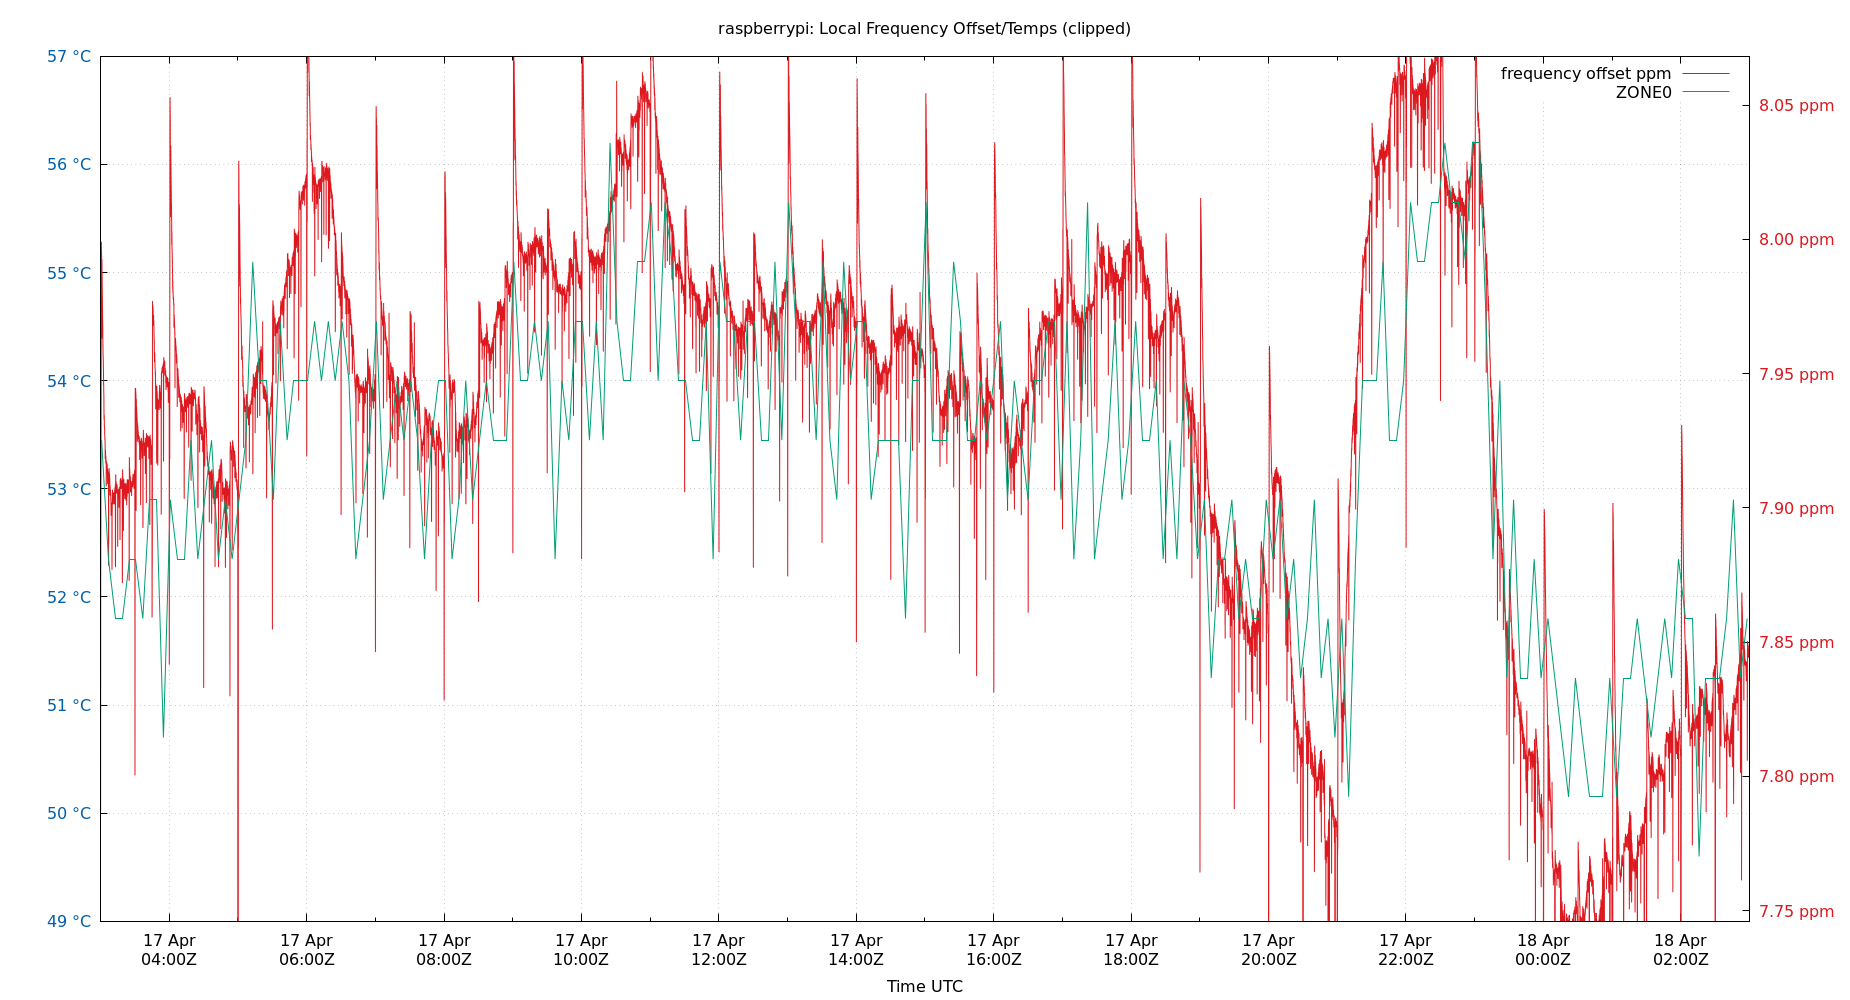 raspberrypi: Local Frequency Offset/Temps (clipped)
57 °C
56 °C
55 °C
54 °C
53 °C
52 °C
51 °C
50 °C
49 °C
frequency offset ppm
ZONE0
8.05 ppm
8.00 ppm
7.95 ppm
7.90 ppm
7.85 ppm
7.80 ppm
7.75 ppm
17 Apr 17 Apr 17 Apr 17 Apr 17 Apr 17 Apr 17 Apr 17 Apr 17 Apr 17 Apr 18 Apr 18 Apr
04:00Z 06:00Z 08:00Z 10:00Z 12:00Z 14:00Z 16:00Z 18:00Z 20:00Z 22:00Z 00:00Z 02:00Z
Time UTC